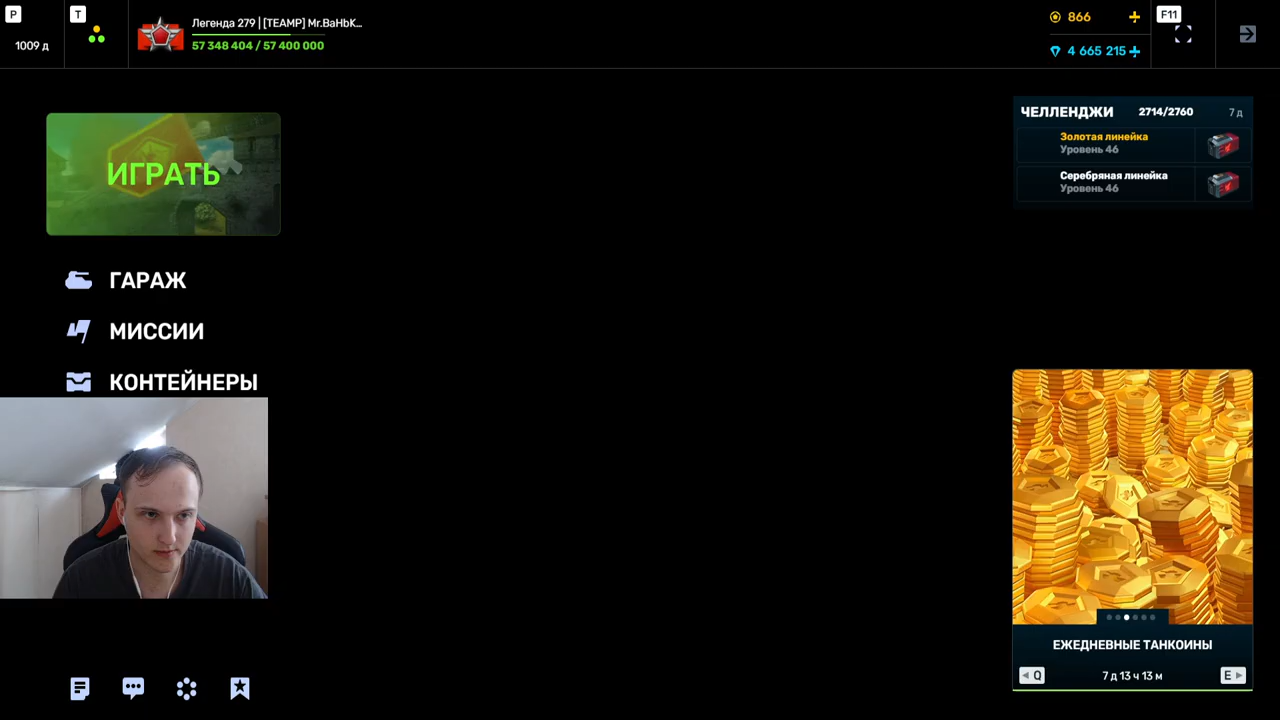 P
1009 д
T
Легенда 279 | [TEAMP] Mr.BaHbK...
57 348 404 / 57 400 000
866
4 665 215
F11
ИГРАТЬ
ГАРАЖ
МИССИИ
КОНТЕЙНЕРЫ
ЧЕЛЛЕНДЖИ 2714/2760 7 д
Золотая линейка
Уровень 46
Серебряная линейка
Уровень 46
ЕЖЕДНЕВНЫЕ ТАНКОИНЫ
Q 7 д 13 ч 13 м E